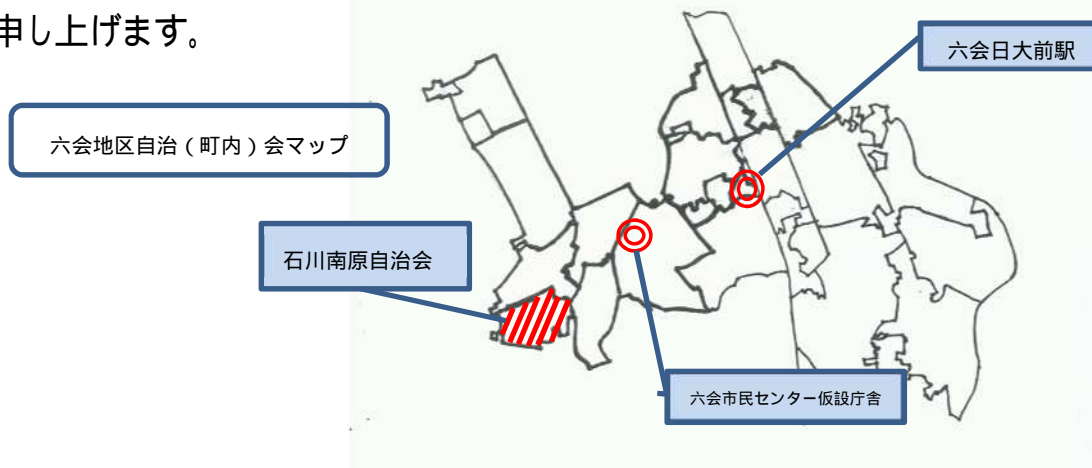 申し上げます。
六会日大前駅
六会地区自治（町内）会マップ
石川南原自治会
六会市民センター仮設庁舎